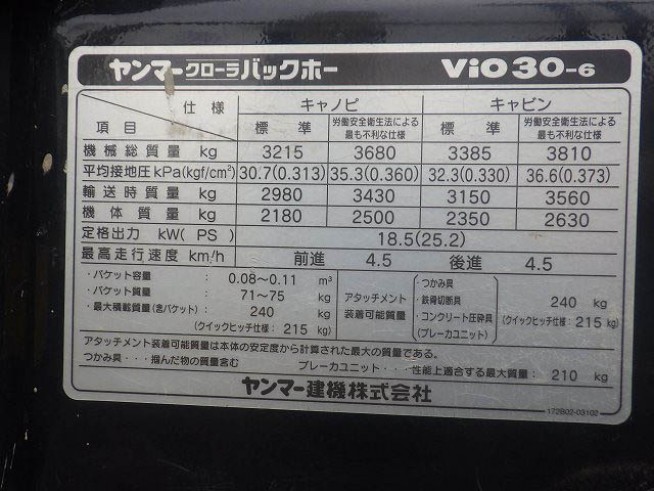 ヤンマークローラバックホー ViO30-6
仕様 キャノピ キャビン
項目 標準 労働安全衛生法による最も不利な仕様 標準 労働安全衛生法による最も不利な仕様
機械総質量 kg 3215 3680 3385 3810
平均接地圧 kPa(kgf/cm²) 30.7(0.313) 35.3(0.360) 32.3(0.330) 36.6(0.373)
輸送時質量 kg 2980 3430 3150 3560
機体質量 kg 2180 2500 2350 2630
定格出力 kW(PS) 18.5(25.2)
最高走行速度 km/h 前進 4.5 後進 4.5
・バケット容量 : 0.08〜0.11 m³
・バケット質量 : 71〜75 kg
・最大積載質量(含バケット) : 240 kg
(クイックヒッチ仕様 : 215 kg)
アタッチメント
装着可能質量
・つかみ具
・鉄骨切断具
・コンクリート圧砕具
(ブレーカユニット)
240 kg
(クイックヒッチ仕様 : 215 kg)
アタッチメント装着可能質量は本体の安定度から計算された最大の質量である。
つかみ具・・・掴んだ物の質量含む ブレーカユニット・・・性能上適合する最大質量 : 210 kg
ヤンマー建機株式会社
172B02-03102